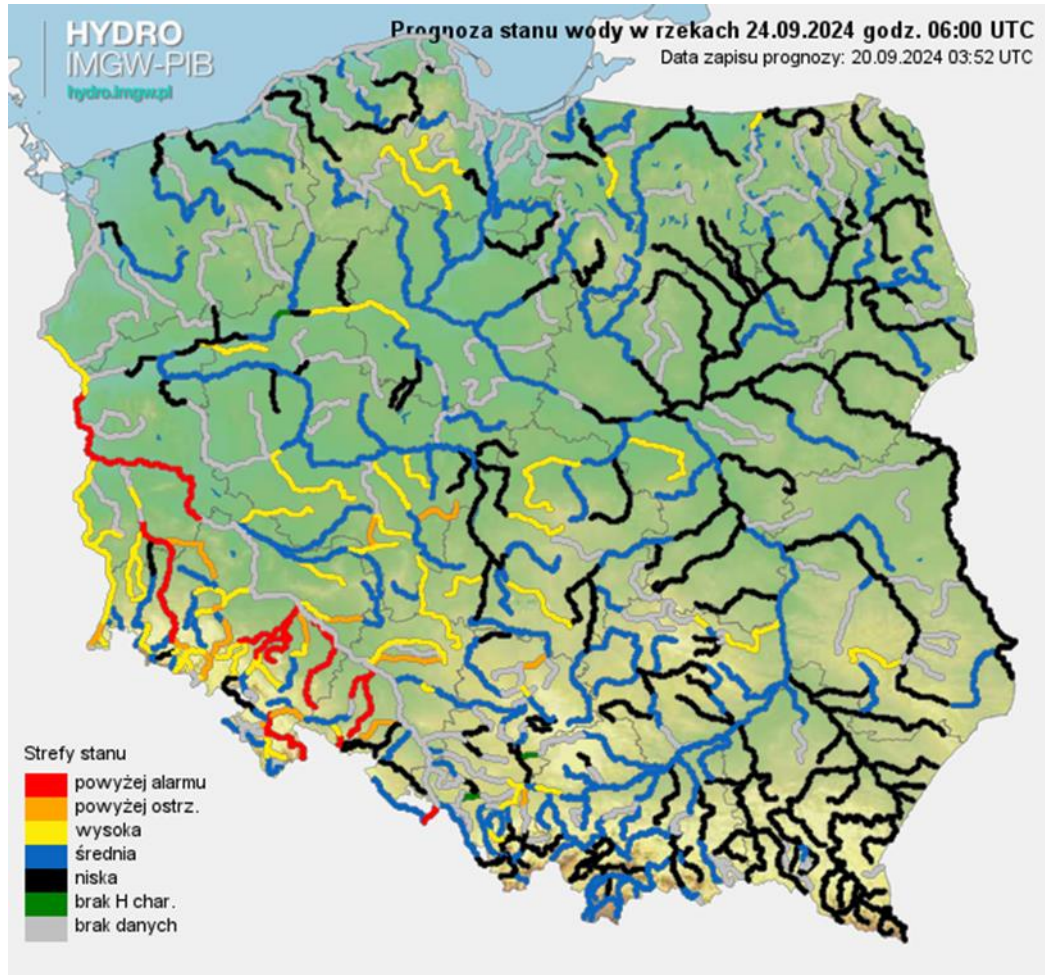 HYDRO
IMGW-PIB
hydro.imgw.pl
Prognoza stanu wody w rzekach 24.09.2024 godz. 06:00 UTC
Data zapisu prognozy: 20.09.2024 03:52 UTC
Strefy stanu
powyżej alarmu
powyżej ostrz.
wysoka
średnia
niska
brak H char.
brak danych